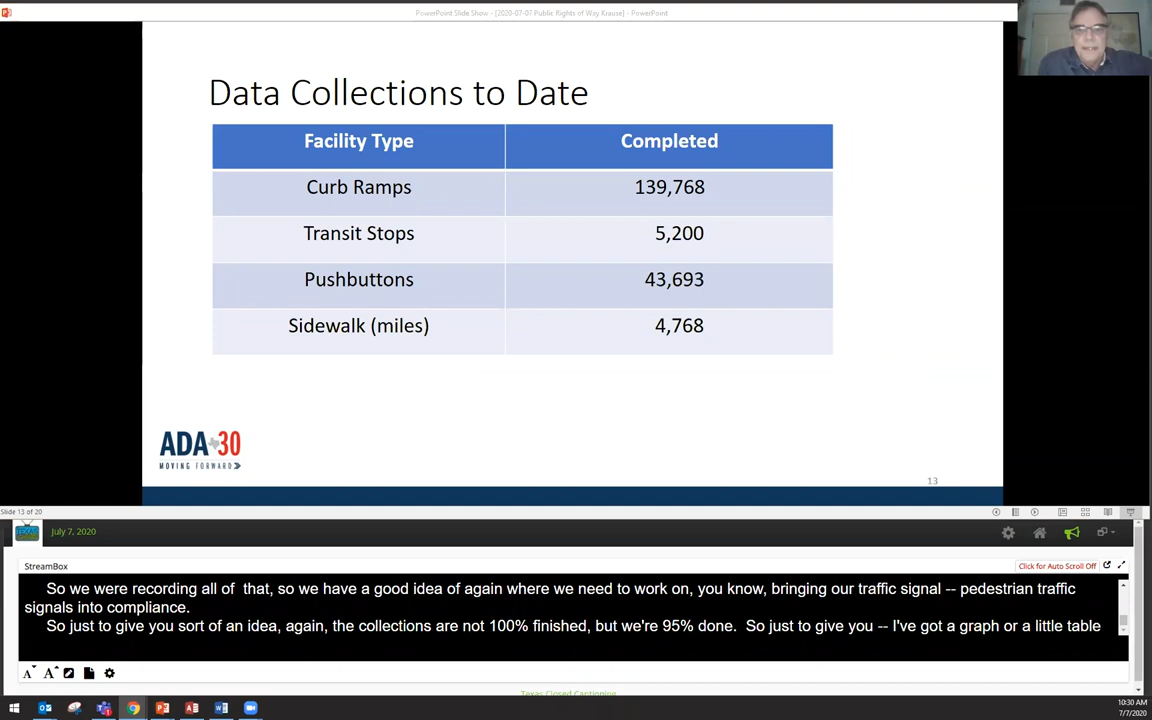 PowerPoint Slide Show - [2020-07-07 Public Rights of Way Krause] - PowerPoint
Data Collections to Date
Facility Type Completed
Curb Ramps 139,768
Transit Stops 5,200
Pushbuttons 43,693
Sidewalk (miles) 4,768
ADA 30
MOVING FORWARD
13
Slide 13 of 20
July 7, 2020
StreamBox
Click for Auto Scroll Off
So we were recording all of that, so we have a good idea of again where we need to work on, you know, bringing our traffic signal -- pedestrian traffic
signals into compliance.
So just to give you sort of an idea, again, the collections are not 100% finished, but we're 95% done. So just to give you -- I've got a graph or a little table
A A
Texas Closed Captioning
10:30 AM
7/7/2020